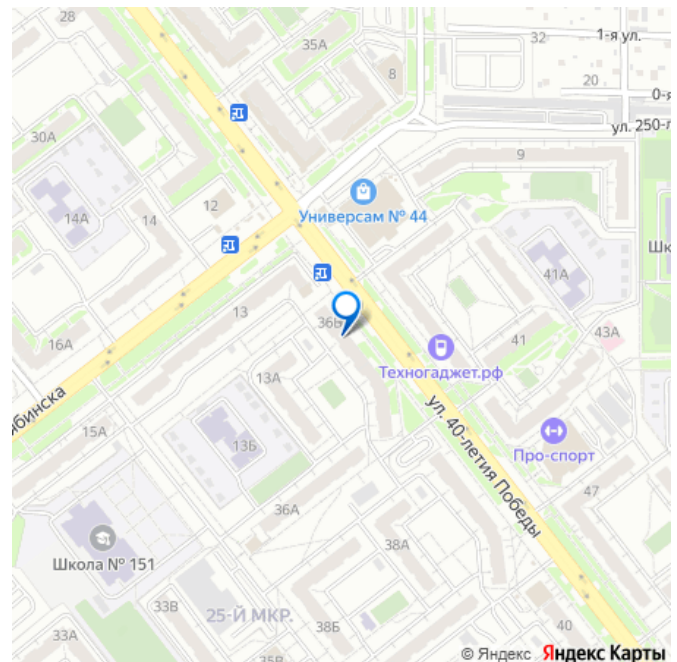 28
35А
32
1-я ул.
8
20
0-я
30А
ул. 250-л
9
14А
14
12
Универсам № 44
Шк
41А
16А
13
36В
41
43А
13А
Техногаджет.рф
ябинска
15А
13Б
ул. 40-летия Победы
Про-спорт
47
36А
Школа № 151
38А
33В
25-Й МКР.
38Б
40
33А
35В
© Яндекс Яндекс Карты